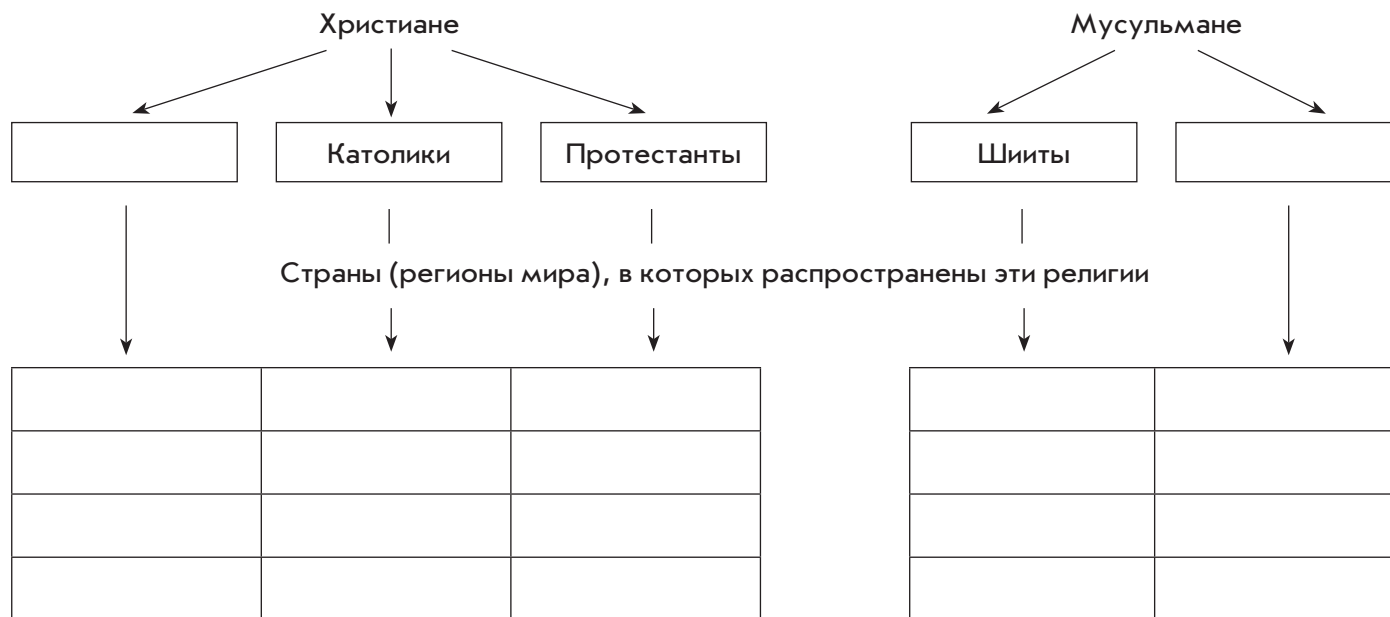 Христиане
Мусульмане
Католики
Протестанты
Шииты
Страны (регионы мира), в которых распространены эти религии